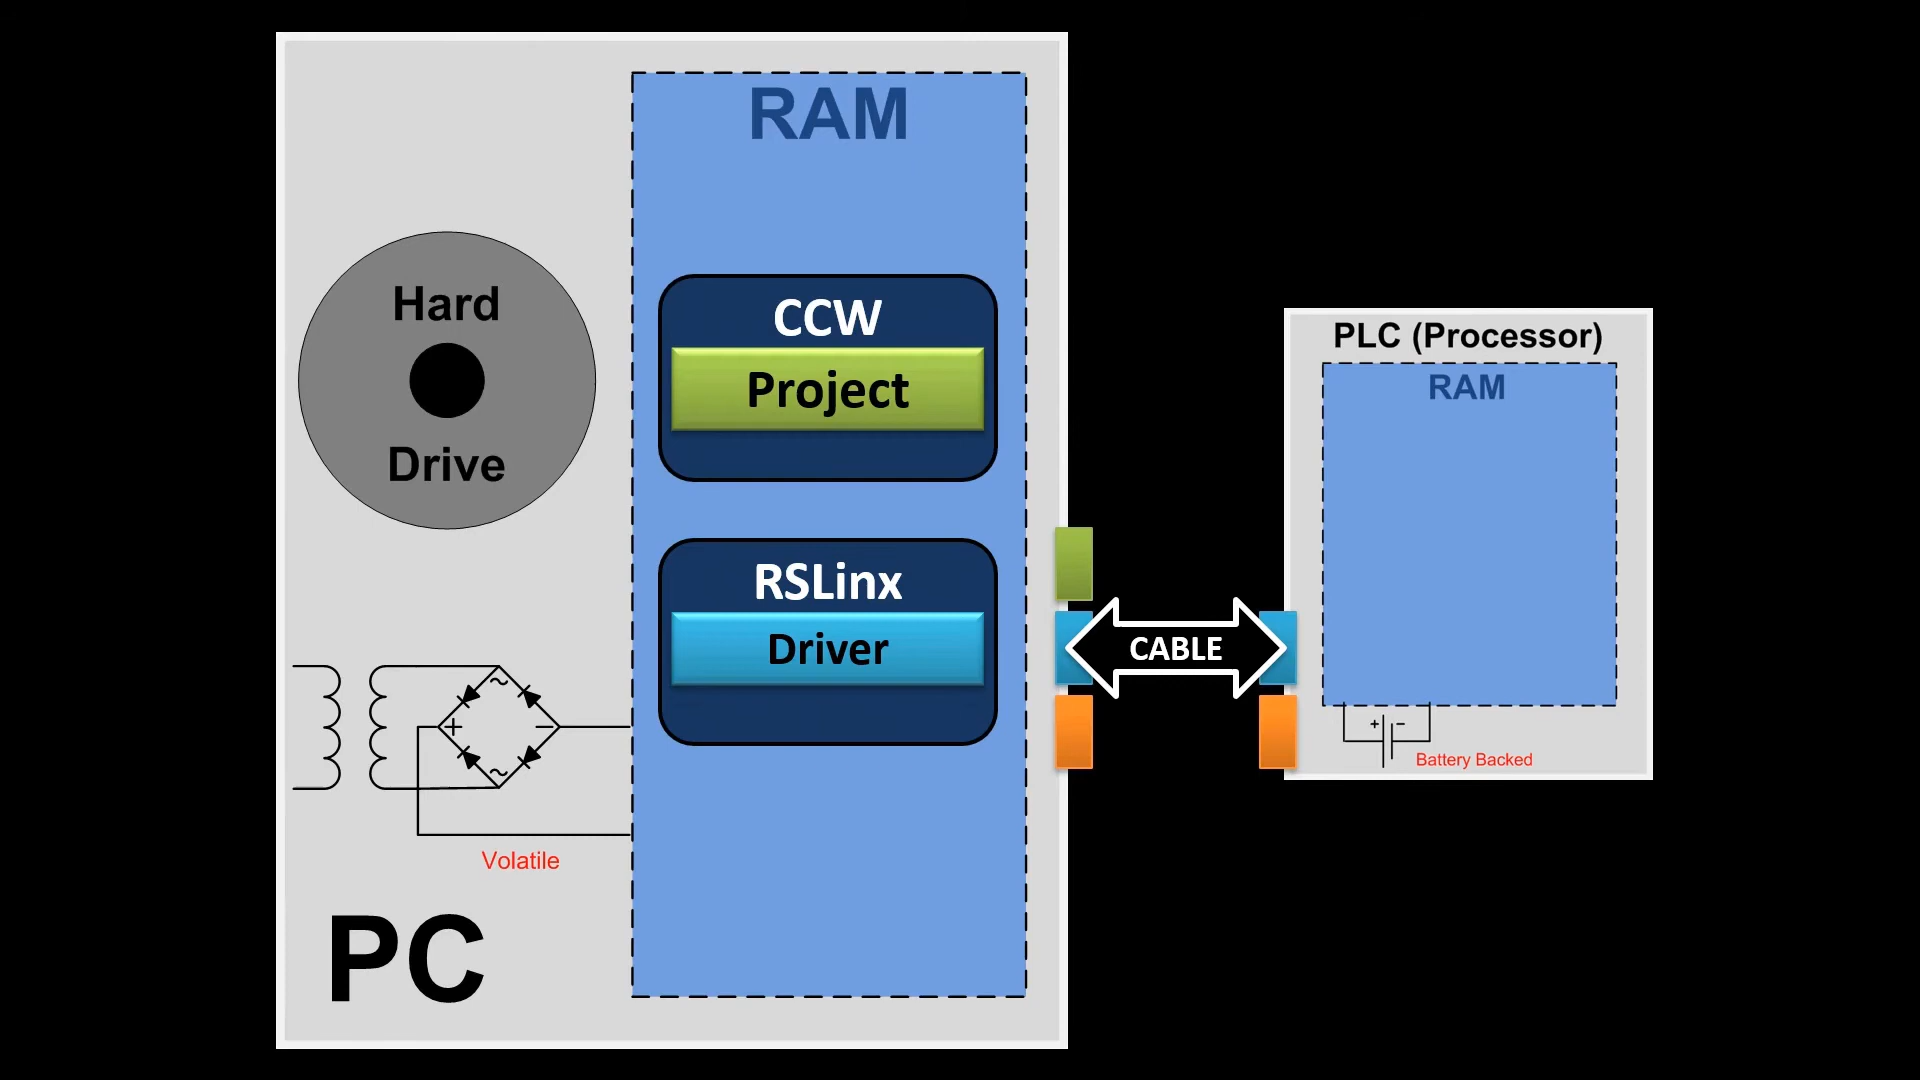 RAM
Hard
Drive
CCW
Project
RSLinx
Driver
CABLE
PLC (Processor)
RAM
+ −
Battery Backed
~
+ −
~
Volatile
PC